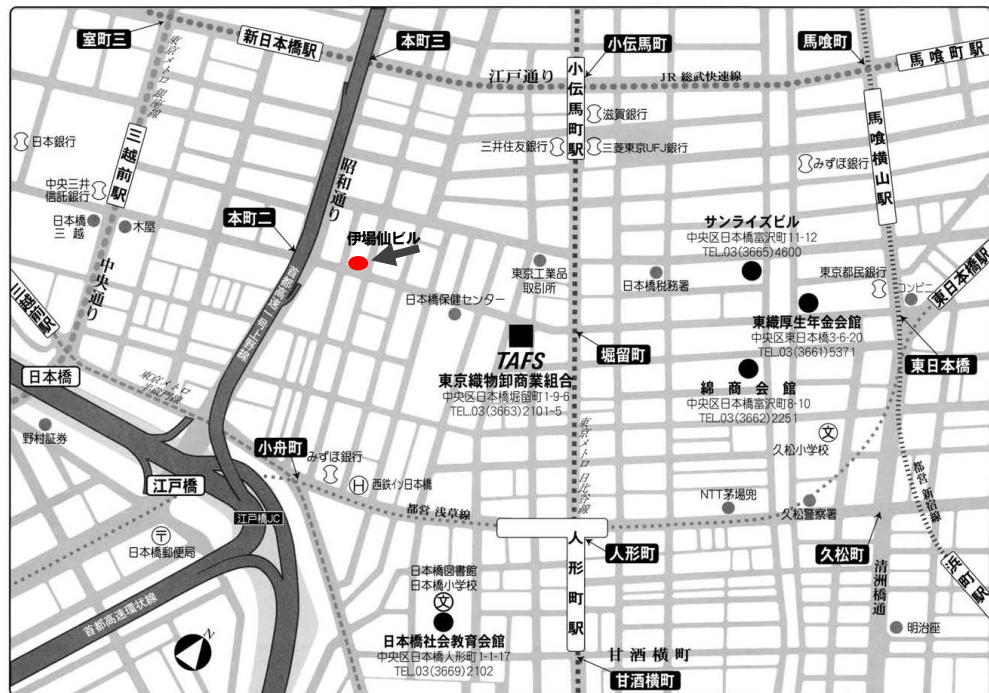 室町三
新日本橋駅
本町三
江戸通り
小伝馬町
小伝馬町駅
JR 総武快速線
馬喰町
馬喰町駅
東京メトロ 銀座線
日本銀行
三越前駅
中央三井
信託銀行
日本橋
三越
木屋
中央通り
三越前駅
本町二
昭和通り
首都高速一号上野線
伊場仙ビル
滋賀銀行
三井住友銀行
三菱東京UFJ銀行
みずほ銀行
馬喰横山駅
サンライズビル
中央区日本橋富沢町11-12
TEL.03(3665)4600
東京工業品
取引所
日本橋税務署
東京都民銀行
コンビニ
東日本橋駅
日本橋保健センター
TAFS
東京織物卸商業組合
中央区日本橋堀留町1-9-6
TEL.03(3663)2101~5
堀留町
東織厚生年金会館
中央区東日本橋3-6-20
TEL.03(3661)5371
東日本橋
綿商会館
中央区日本橋富沢町8-10
TEL.03(3662)2251
日本橋
野村証券
小舟町
みずほ銀行
H
西鉄イン日本橋
江戸橋
江戸橋JC
〒
日本橋郵便局
都営 浅草線
東京メトロ 日比谷線
文
久松小学校
NTT茅場兜
久松警察署
都営 新宿線
人形町
人形町駅
久松町
浜町駅
清洲橋通
日本橋図書館
日本橋小学校
文
日本橋社会教育会館
中央区日本橋人形町1-1-17
TEL.03(3669)2102
首都高速環状線
N
明治座
甘酒横町
甘酒横町